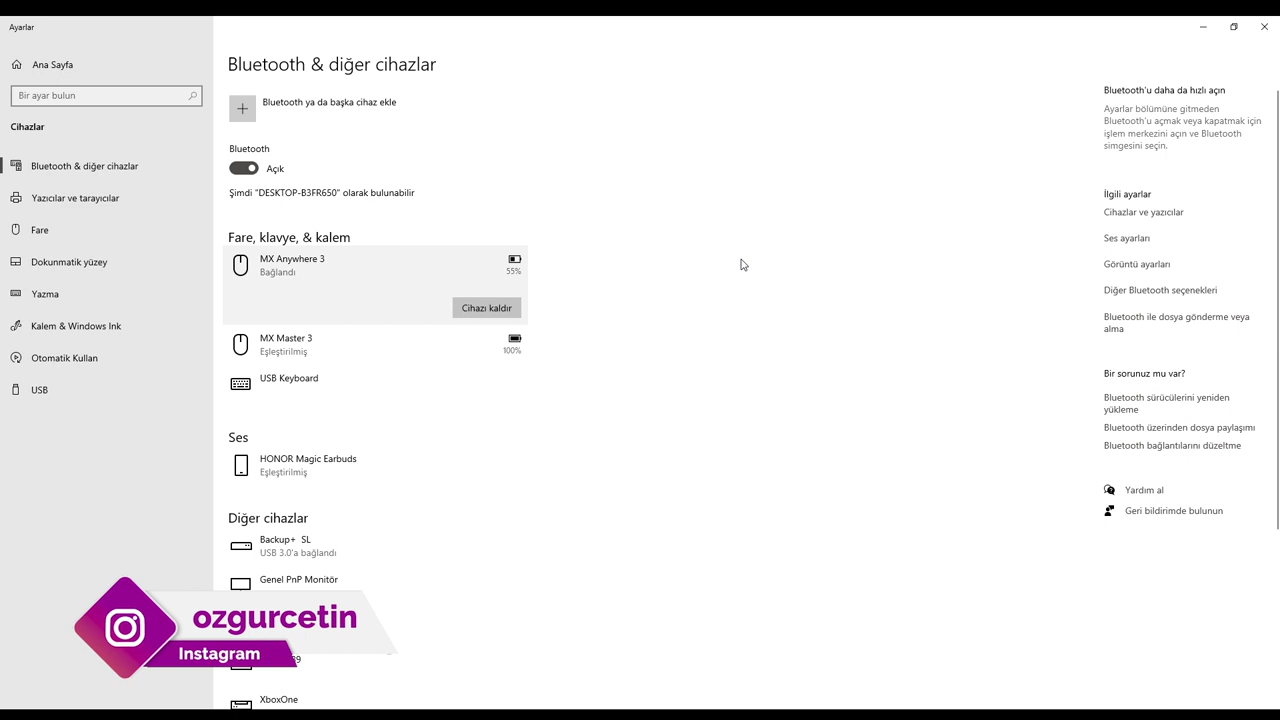 Ayarlar
Ana Sayfa
Bir ayar bulun
Cihazlar
Bluetooth & diğer cihazlar
Yazıcılar ve tarayıcılar
Fare
Dokunmatik yüzey
Yazma
Kalem & Windows Ink
Otomatik Kullan
USB
Bluetooth & diğer cihazlar
Bluetooth ya da başka cihaz ekle
Bluetooth
Açık
Şimdi "DESKTOP-B3FR650" olarak bulunabilir
Fare, klavye, & kalem
MX Anywhere 3
Bağlandı
55%
Cihazı kaldır
MX Master 3
Eşleştirilmiş
100%
USB Keyboard
Ses
HONOR Magic Earbuds
Eşleştirilmiş
Diğer cihazlar
Backup+ SL
USB 3.0'a bağlandı
Genel PnP Monitör
XboxOne
ozgurcetin
Instagram
Bluetooth'u daha da hızlı açın
Ayarlar bölümüne gitmeden
Bluetooth'u açmak veya kapatmak için
işlem merkezini açın ve Bluetooth
simgesini seçin.
İlgili ayarlar
Cihazlar ve yazıcılar
Ses ayarları
Görüntü ayarları
Diğer Bluetooth seçenekleri
Bluetooth ile dosya gönderme veya
alma
Bir sorunuz mu var?
Bluetooth sürücülerini yeniden
yükleme
Bluetooth üzerinden dosya paylaşımı
Bluetooth bağlantılarını düzeltme
Yardım al
Geri bildirimde bulunun